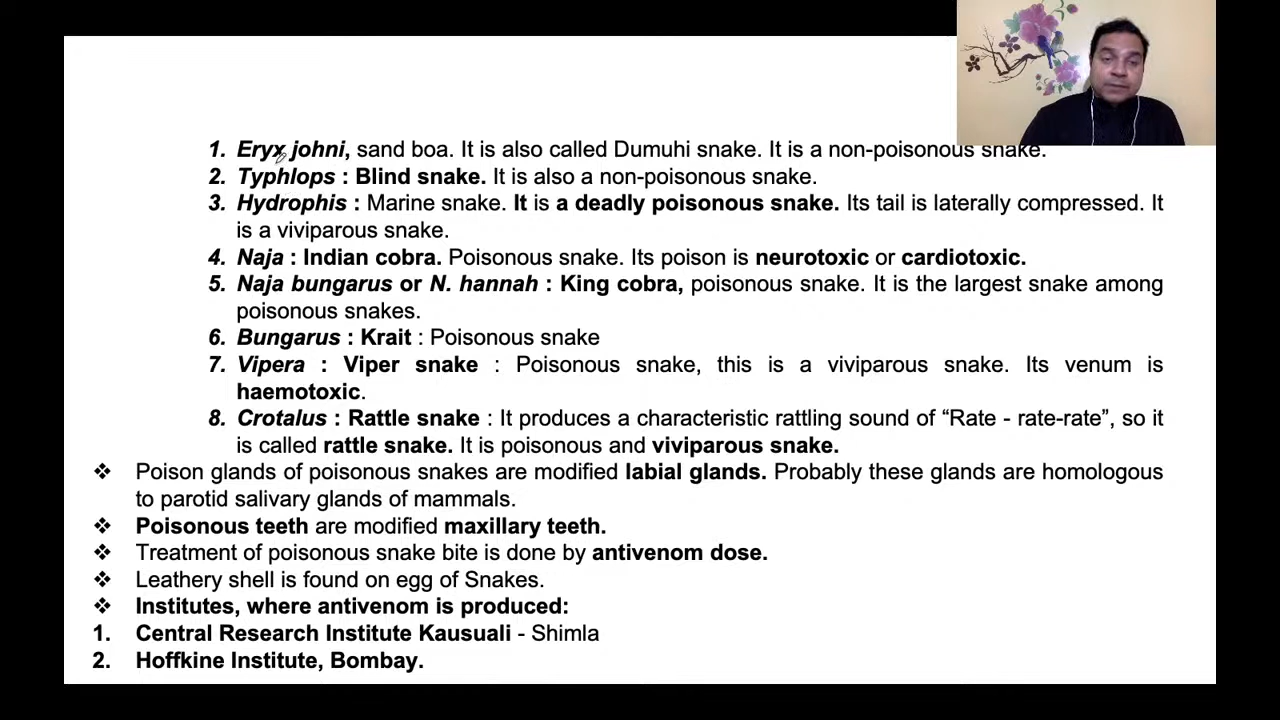 1. Eryx johni, sand boa. It is also called Dumuhi snake. It is a non-poisonous snake.
2. Typhlops : Blind snake. It is also a non-poisonous snake.
3. Hydrophis : Marine snake. It is a deadly poisonous snake. Its tail is laterally compressed. It
is a viviparous snake.
4. Naja : Indian cobra. Poisonous snake. Its poison is neurotoxic or cardiotoxic.
5. Naja bungarus or N. hannah : King cobra, poisonous snake. It is the largest snake among
poisonous snakes.
6. Bungarus : Krait : Poisonous snake
7. Vipera : Viper snake : Poisonous snake, this is a viviparous snake. Its venum is
haemotoxic.
8. Crotalus : Rattle snake : It produces a characteristic rattling sound of “Rate - rate-rate”, so it
is called rattle snake. It is poisonous and viviparous snake.
❖ Poison glands of poisonous snakes are modified labial glands. Probably these glands are homologous
to parotid salivary glands of mammals.
❖ Poisonous teeth are modified maxillary teeth.
❖ Treatment of poisonous snake bite is done by antivenom dose.
❖ Leathery shell is found on egg of Snakes.
❖ Institutes, where antivenom is produced:
1. Central Research Institute Kausuali - Shimla
2. Hoffkine Institute, Bombay.